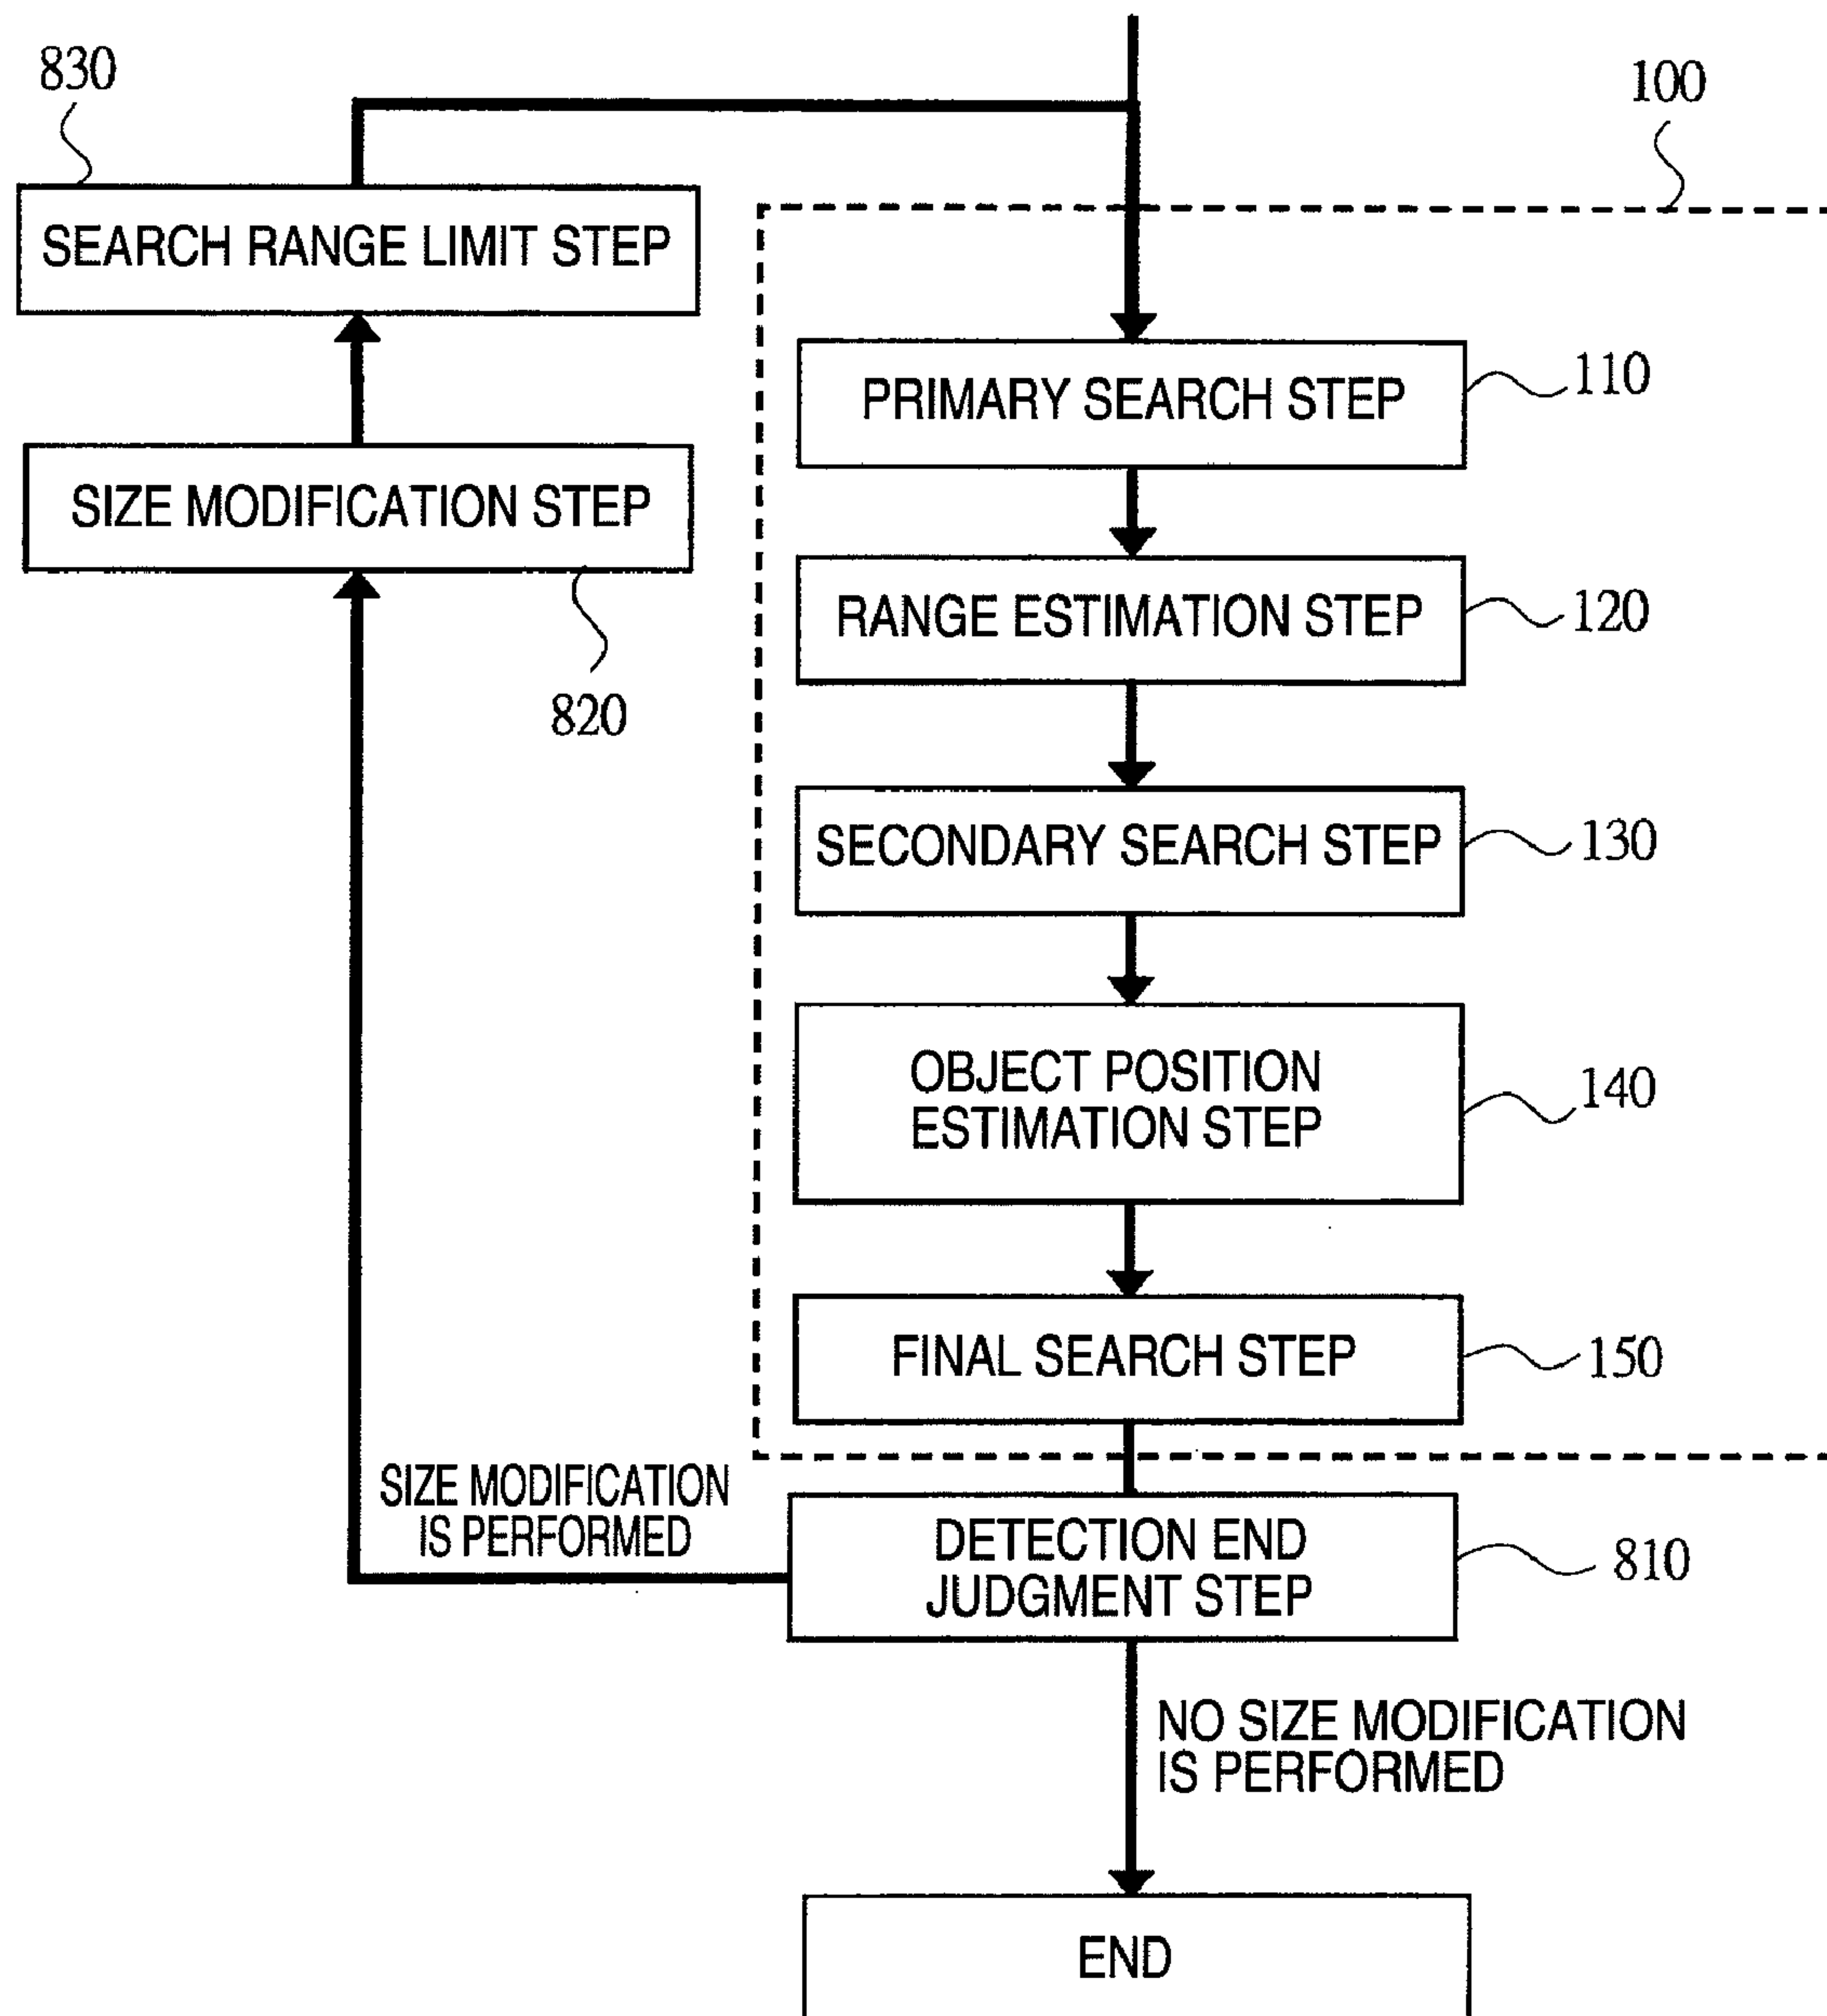 830
100
SEARCH RANGE LIMIT STEP
PRIMARY SEARCH STEP
110
SIZE MODIFICATION STEP
820
RANGE ESTIMATION STEP
120
SECONDARY SEARCH STEP
130
OBJECT POSITION
ESTIMATION STEP
140
FINAL SEARCH STEP
150
SIZE MODIFICATION
IS PERFORMED
DETECTION END
JUDGMENT STEP
810
NO SIZE MODIFICATION
IS PERFORMED
END